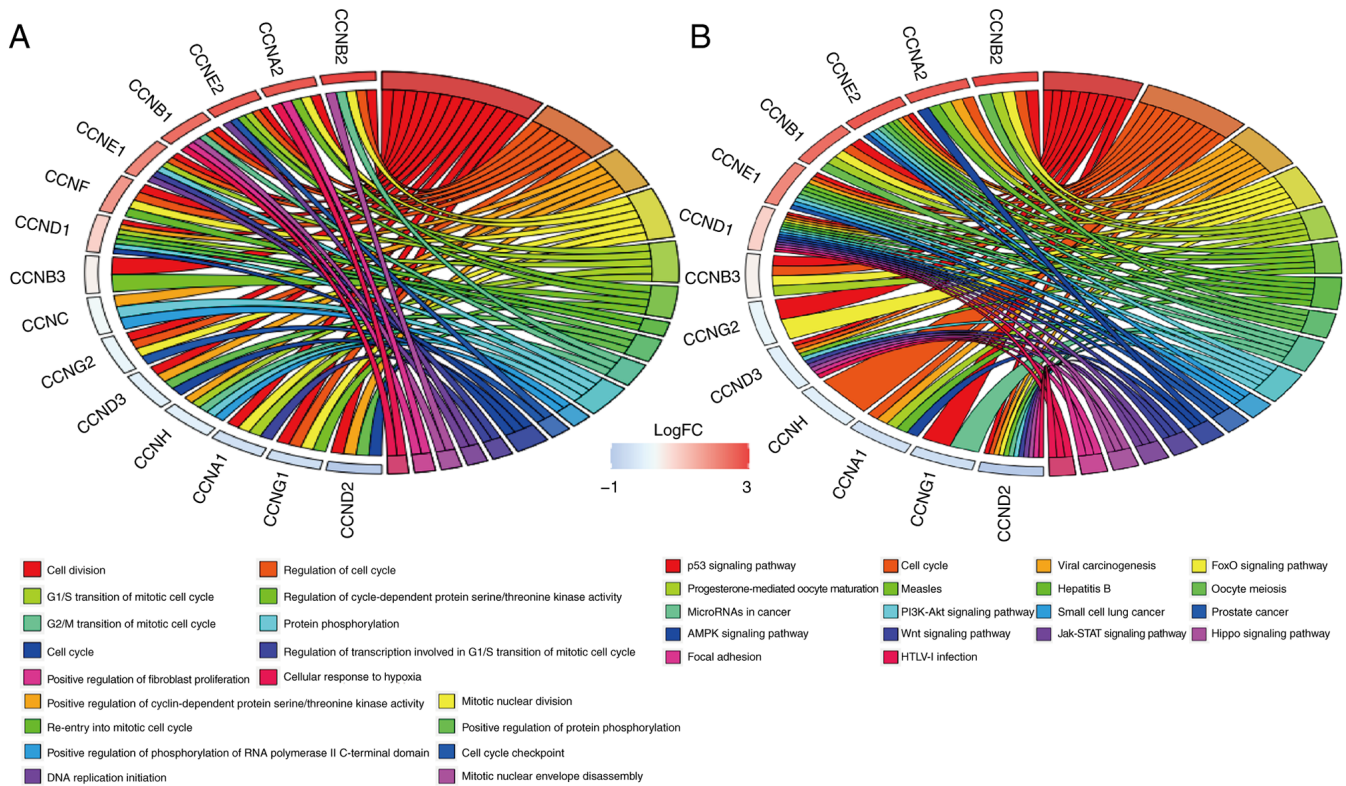 A
CCNB2
CCNA2
CCNE2
CCNB1
CCNE1
CCNF
CCND1
CCNB3
CCNC
CCNG2
CCND3
CCNH
CCNA1
CCNG1
CCND2
B
CCNB2
CCNA2
CCNE2
CCNB1
CCNE1
CCND1
CCNB3
CCNG2
CCND3
CCNH
CCNA1
CCNG1
CCND2
LogFC
−1 3
Cell division
Regulation of cell cycle
G1/S transition of mitotic cell cycle
Regulation of cycle-dependent protein serine/threonine kinase activity
G2/M transition of mitotic cell cycle
Protein phosphorylation
Cell cycle
Regulation of transcription involved in G1/S transition of mitotic cell cycle
Positive regulation of fibroblast proliferation
Cellular response to hypoxia
Positive regulation of cyclin-dependent protein serine/threonine kinase activity
Mitotic nuclear division
Re-entry into mitotic cell cycle
Positive regulation of protein phosphorylation
Positive regulation of phosphorylation of RNA polymerase II C-terminal domain
Cell cycle checkpoint
DNA replication initiation
Mitotic nuclear envelope disassembly
p53 signaling pathway
Cell cycle
Viral carcinogenesis
FoxO signaling pathway
Progesterone-mediated oocyte maturation
Measles
Hepatitis B
Oocyte meiosis
MicroRNAs in cancer
PI3K-Akt signaling pathway
Small cell lung cancer
Prostate cancer
AMPK signaling pathway
Wnt signaling pathway
Jak-STAT signaling pathway
Hippo signaling pathway
Focal adhesion
HTLV-I infection